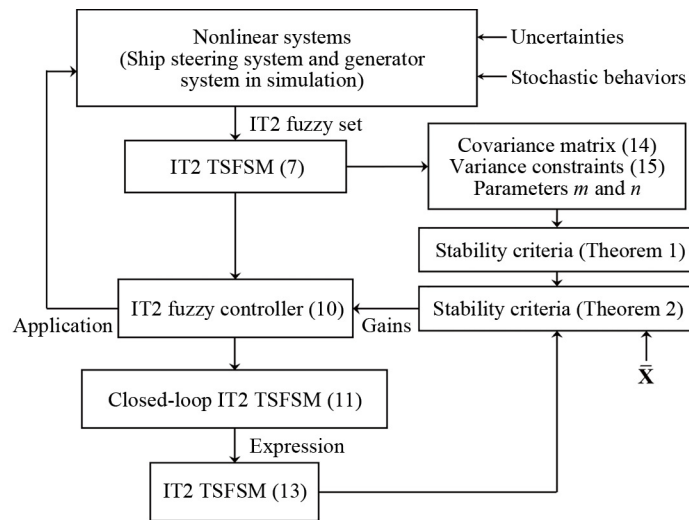 Nonlinear systems
(Ship steering system and generator
system in simulation)
Uncertainties
Stochastic behaviors
IT2 fuzzy set
IT2 TSFSM (7)
Covariance matrix (14)
Variance constraints (15)
Parameters m and n
Stability criteria (Theorem 1)
Application
IT2 fuzzy controller (10)
Gains
Stability criteria (Theorem 2)
X̿
Closed-loop IT2 TSFSM (11)
Expression
IT2 TSFSM (13)